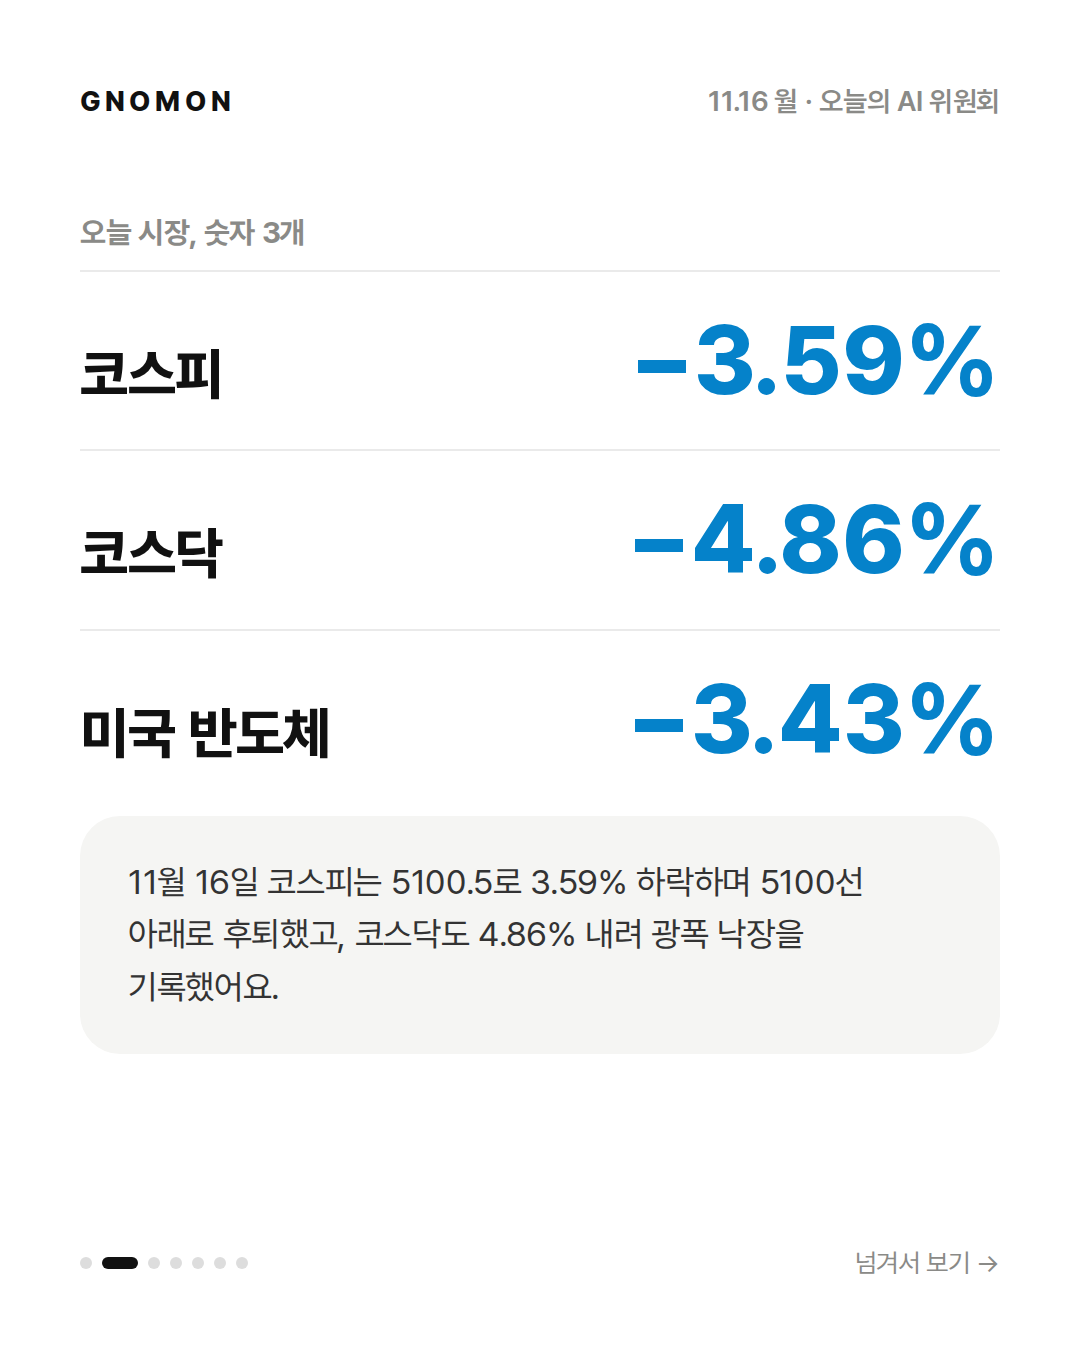 GNOMON
11.16 월 · 오늘의 AI 위원회
오늘 시장, 숫자 3개
코스피
−3.59%
코스닥
−4.86%
미국 반도체
−3.43%
11월 16일 코스피는 5100.5로 3.59% 하락하며 5100선
아래로 후퇴했고, 코스닥도 4.86% 내려 광폭 낙장을
기록했어요.
넘겨서 보기 →